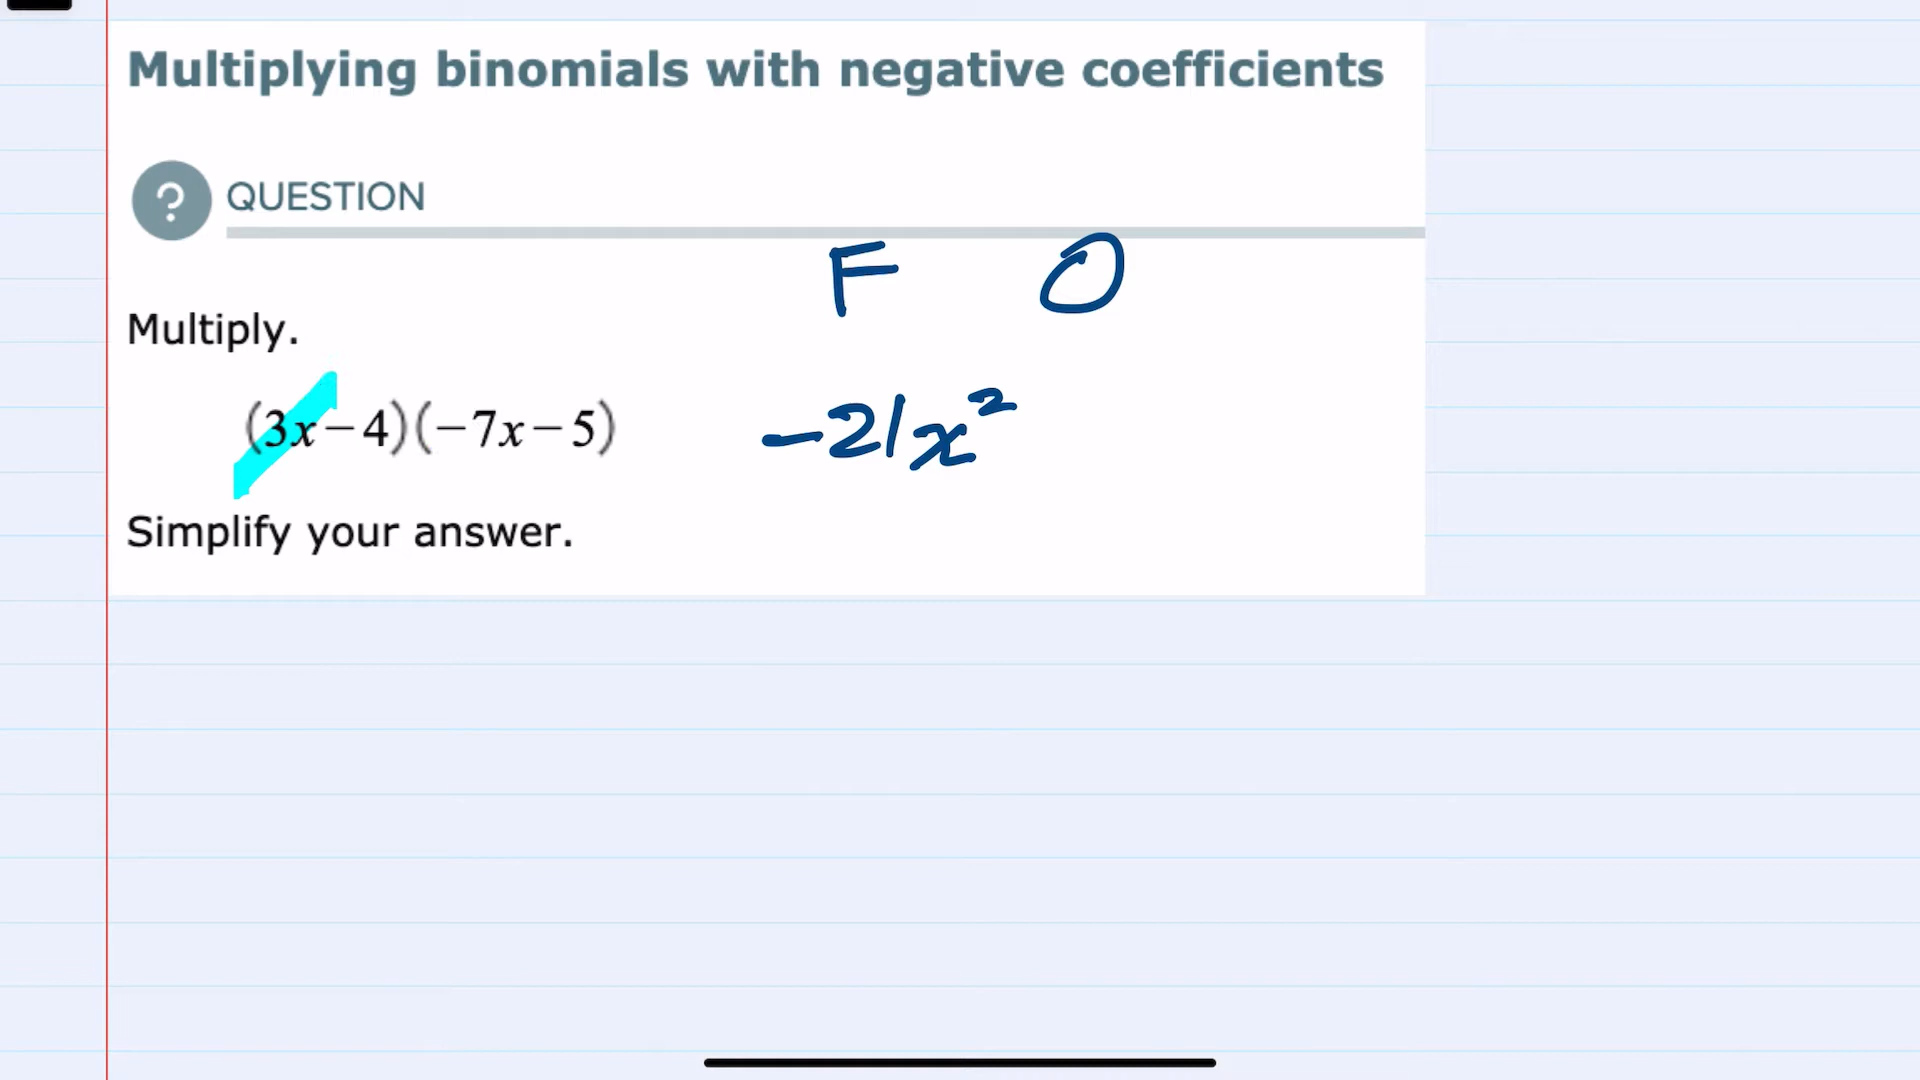 Multiplying binomials with negative coefficients
? QUESTION
F O
Multiply.
(3x−4)(−7x−5) −21x²
Simplify your answer.